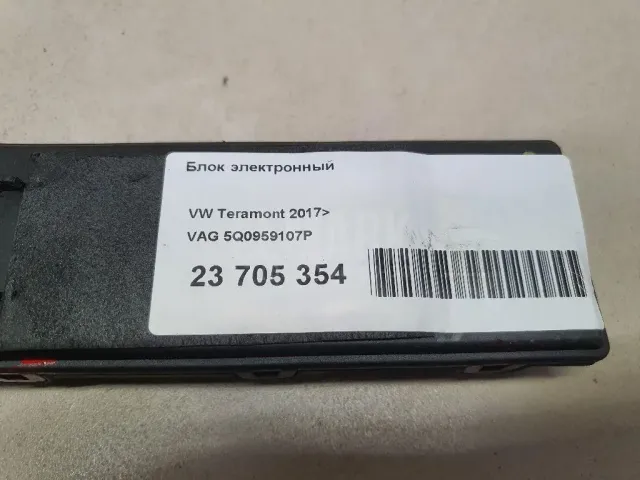 Блок электронный
VW Teramont 2017>
VAG 5Q0959107P
23 705 354